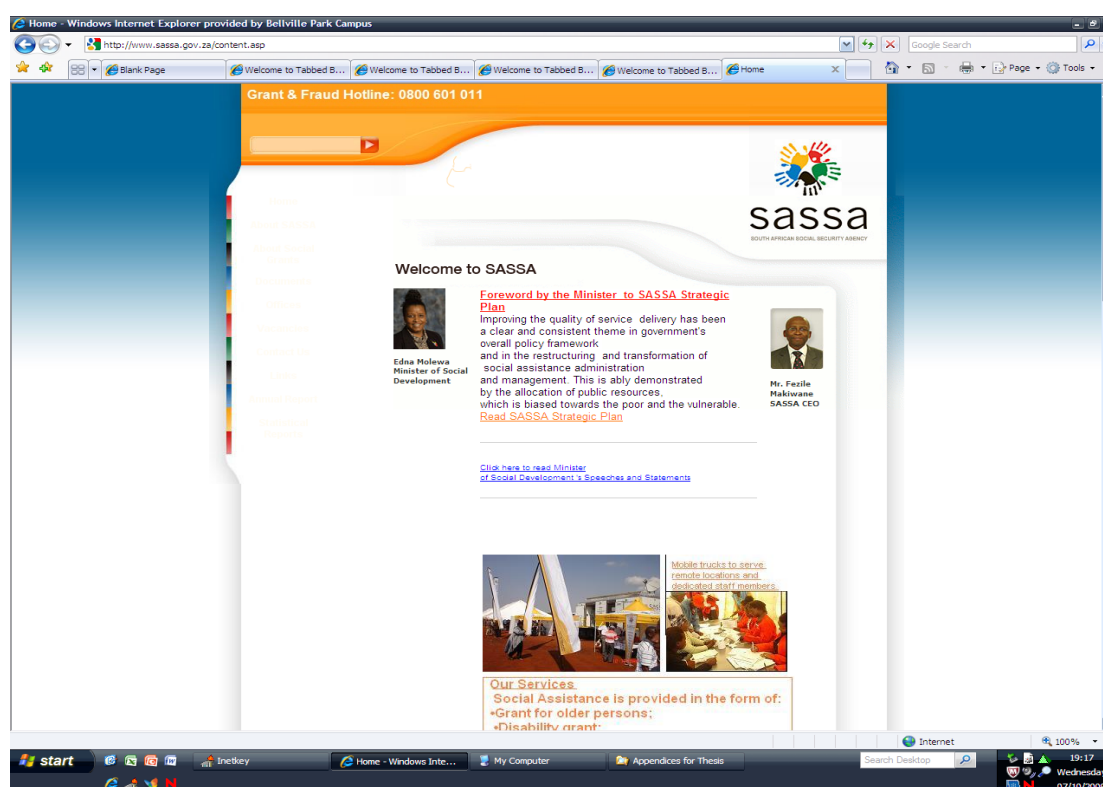 Home - Windows Internet Explorer provided by Bellville Park Campus
http://www.sassa.gov.za/content.asp
Google Search
Blank Page
Welcome to Tabbed B...
Welcome to Tabbed B...
Welcome to Tabbed B...
Welcome to Tabbed B...
Home
Page
Tools
Grant & Fraud Hotline: 0800 601 011
sassa
SOUTH AFRICAN SOCIAL SECURITY AGENCY
Welcome to SASSA
Foreword by the Minister to SASSA Strategic
Plan
Improving the quality of service delivery has been
a clear and consistent theme in government's
overall policy framework
and in the restructuring and transformation of
social assistance administration
and management. This is ably demonstrated
by the allocation of public resources,
which is biased towards the poor and the vulnerable.
Read SASSA Strategic Plan
Edna Molewa
Minister of Social
Development
Mr. Fezile
Makiwane
SASSA CEO
Click here to read Minister
of Social Development's Speeches and Statements
Mobile trucks to serve
remote locations and
dedicated staff members.
Our Services
Social Assistance is provided in the form of:
•Grant for older persons;
•Disability grant;
Internet
100%
start
Inetkey
Home - Windows Inte...
My Computer
Appendices for Thesis
Search Desktop
19:17
Wednesday